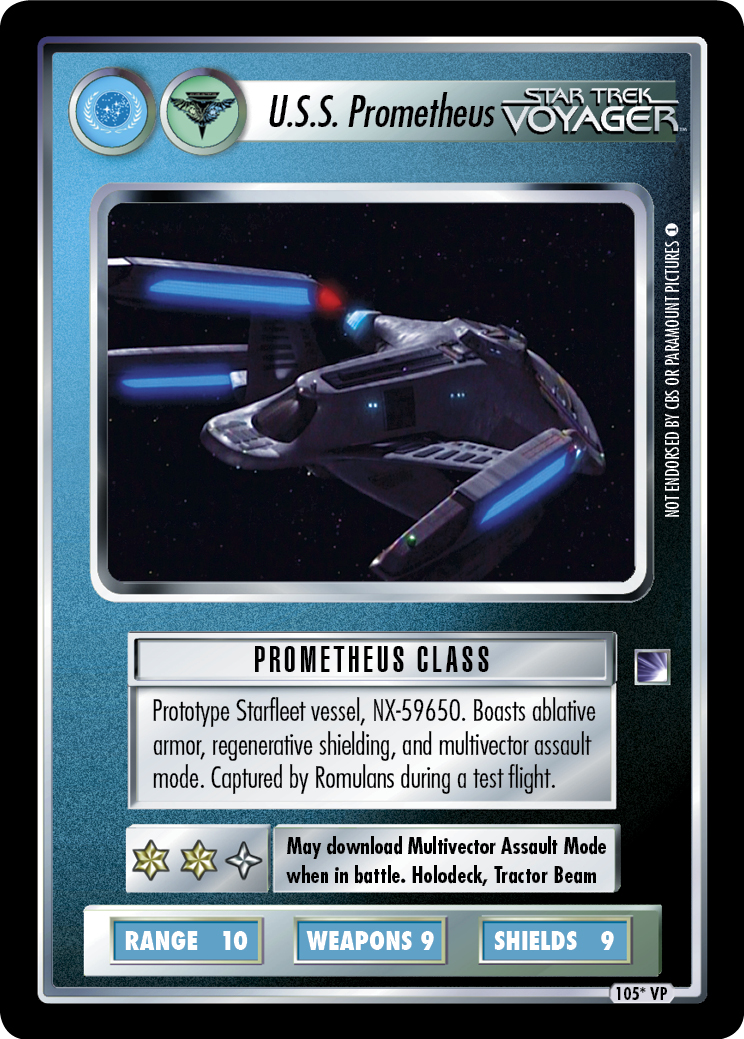 U.S.S. Prometheus
STAR TREK
VOYAGER™
NOT ENDORSED BY CBS OR PARAMOUNT PICTURES 1
PROMETHEUS CLASS
Prototype Starfleet vessel, NX-59650. Boasts ablative
armor, regenerative shielding, and multivector assault
mode. Captured by Romulans during a test flight.
May download Multivector Assault Mode
when in battle. Holodeck, Tractor Beam
RANGE 10
WEAPONS 9
SHIELDS 9
105* VP